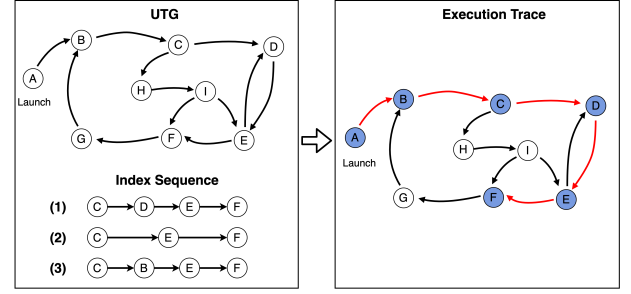 UTG
B
C
D
A
Launch
H
I
G
F
E
Index Sequence
(1) C D E F
(2) C E F
(3) C B E F
Execution Trace
B
C
D
A
Launch
H
I
G
F
E